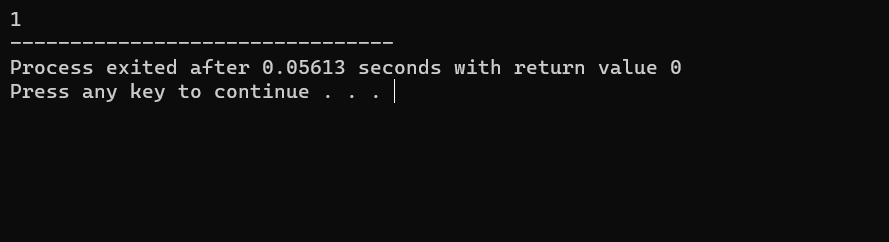 1
--------------------------------
Process exited after 0.05613 seconds with return value 0
Press any key to continue . . .